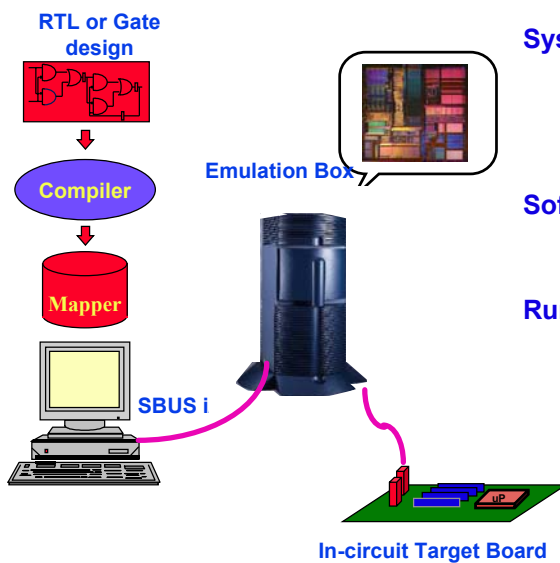 RTL or Gate
design
Compiler
Mapper
Emulation Box
SBUS i
uP
In-circuit Target Board
Sys
Sof
Ru